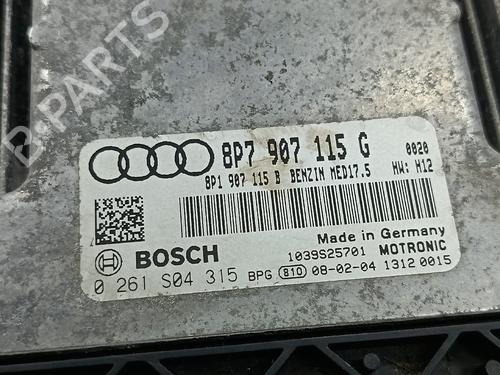 B-PARTS
8P7 907 115 G 0020
8P1 907 115 B BENZIN MED17.5 HW: H12
Made in Germany
BOSCH 1039S25701 MOTRONIC
0 261 S04 315 BPG 810 08-02-04 1312 0015